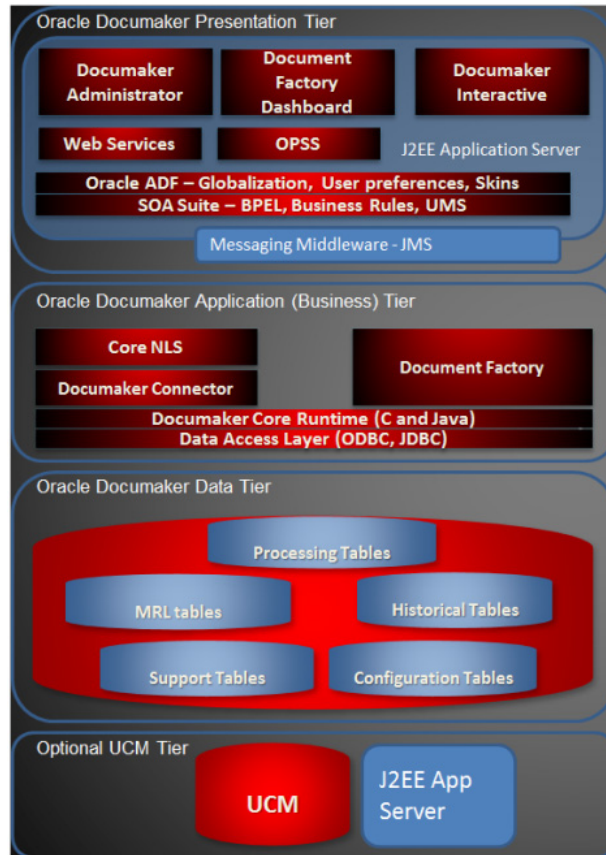 Oracle Documaker Presentation Tier
Documaker
Administrator
Document
Factory
Dashboard
Documaker
Interactive
Web Services
OPSS
J2EE Application Server
Oracle ADF – Globalization, User preferences, Skins
SOA Suite – BPEL, Business Rules, UMS
Messaging Middleware - JMS
Oracle Documaker Application (Business) Tier
Core NLS
Documaker Connector
Document Factory
Documaker Core Runtime (C and Java)
Data Access Layer (ODBC, JDBC)
Oracle Documaker Data Tier
Processing Tables
MRL tables
Historical Tables
Support Tables
Configuration Tables
Optional UCM Tier
UCM
J2EE App
Server